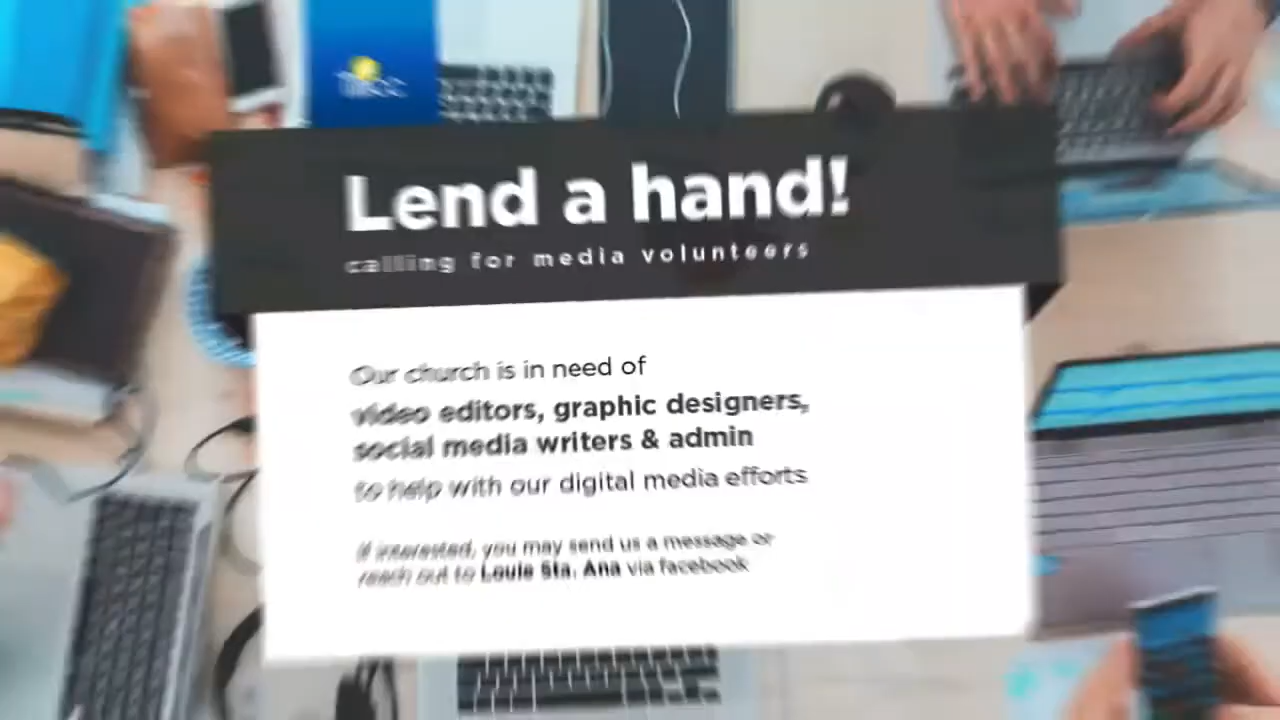 Lend a hand!
calling for media volunteers
Our church is in need of
video editors, graphic designers,
social media writers & admin
to help with our digital media efforts
If interested, you may send us a message or
reach out to Louie Sta. Ana via facebook